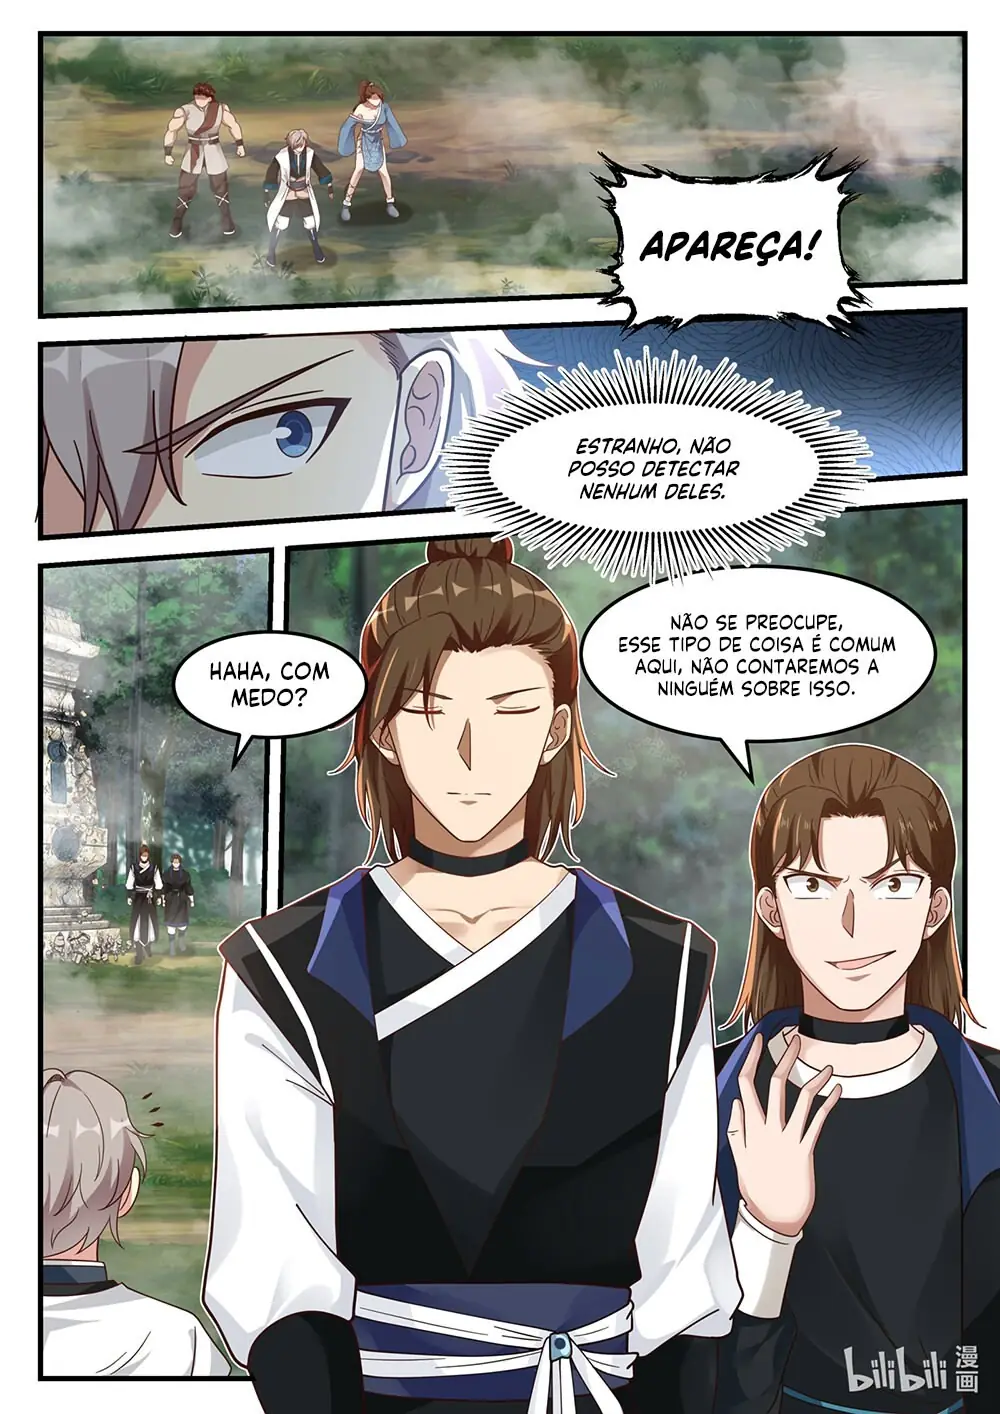 APAREÇA!
ESTRANHO, NÃO
POSSO DETECTAR
NENHUM DELES.
HAHA, COM
MEDO?
NÃO SE PREOCUPE,
ESSE TIPO DE COISA É COMUM
AQUI, NÃO CONTAREMOS A
NINGUÉM SOBRE ISSO.
bilibili 漫画